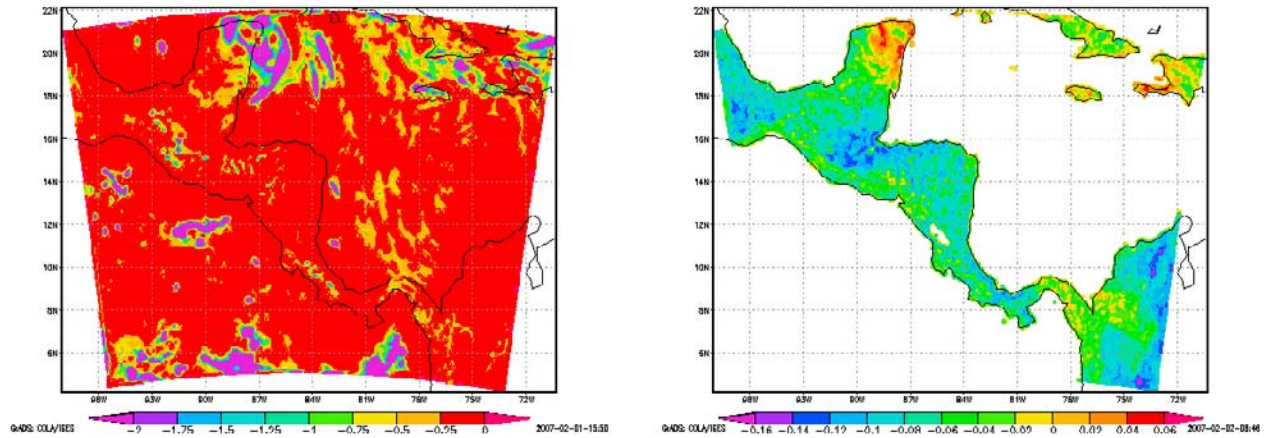 22N
20N
18N
16N
14N
12N
10N
8N
6N
96W 93W 90W 87W 84W 81W 78W 75W 72W
-2 -1.75 -1.5 -1.25 -1 -0.75 -0.5 -0.25 0
GrADS: COLA/IGES 2007-02-01-15:50
22N
20N
18N
16N
14N
12N
10N
8N
6N
96W 93W 90W 87W 84W 81W 78W 75W 72W
-0.16 -0.14 -0.12 -0.1 -0.08 -0.06 -0.04 -0.02 0 0.02 0.04 0.06
GrADS: COLA/IGES 2007-02-02-08:46